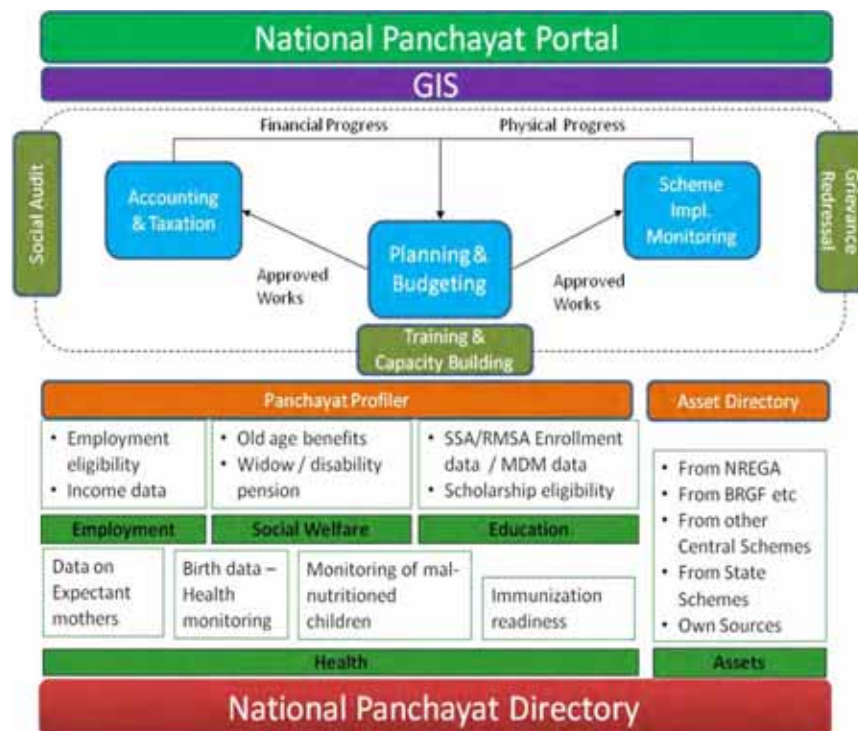 National Panchayat Portal
GIS
Financial Progress
Physical Progress
Social Audit
Accounting
& Taxation
Scheme
Impl.
Monitoring
Grievance
Redressal
Planning &
Budgeting
Approved
Works
Approved
Works
Training &
Capacity Building
Panchayat Profiler
Asset Directory
• Employment
eligibility
• Income data
• Old age benefits
• Widow / disability
pension
• SSA/RMSA Enrollment
data / MDM data
• Scholarship eligibility
• From NREGA
• From BRGF etc
• From other
Central Schemes
• From State
Schemes
• Own Sources
Employment
Social Welfare
Education
Data on
Expectant
mothers
Birth data –
Health
monitoring
Monitoring of mal-
nutritioned
children
Immunization
readiness
Health
Assets
National Panchayat Directory